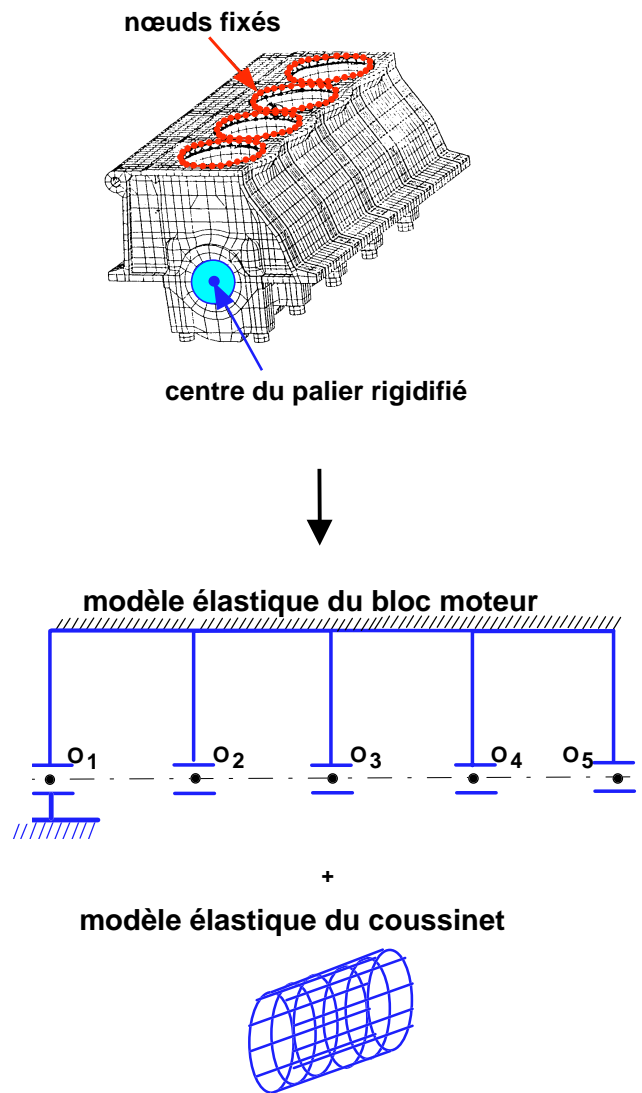 nœuds fixés
centre du palier rigidifié
modèle élastique du bloc moteur
O1 O2 O3 O4 O5
+
modèle élastique du coussinet